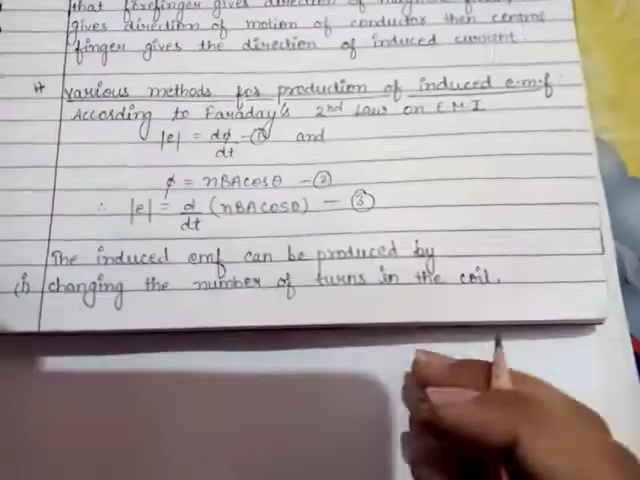 that forefinger gives direction of
gives direction of motion of conductor then central
finger gives the direction of induced current.
* various methods for production of induced e.m.f
According to Faraday's 2nd Law on E.M.I
|e| = dφ/dt - ① and
φ = nBAcosθ - ②
∴ |e| = d/dt (nBAcosθ) - ③
The induced emf can be produced by
(i) changing the number of turns in the coil.